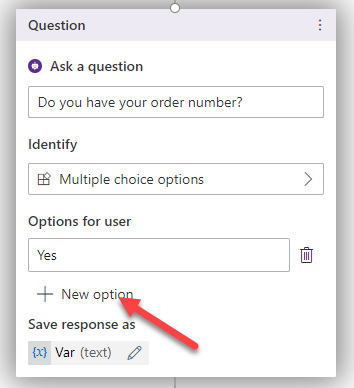 Question
Ask a question
Do you have your order number?
Identify
Multiple choice options
Options for user
Yes
New option
Save response as
{x} Var (text)